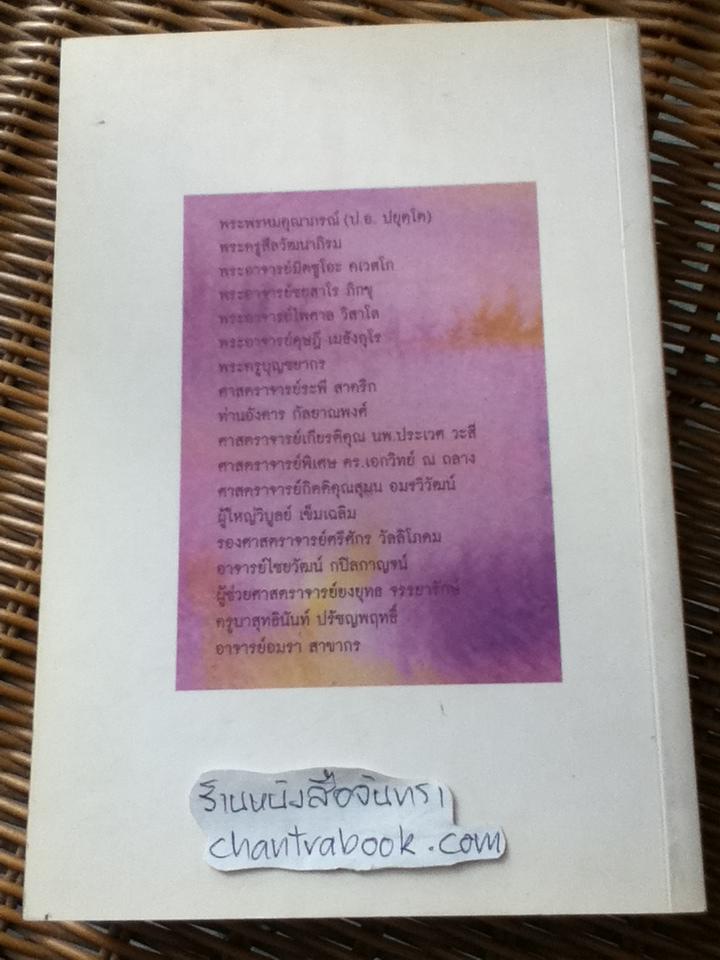 พระพรหมคุณาภรณ์ (ป.อ. ปยุตฺโต)
พระครูศีลวัฒนาภิรม
พระอาจารย์มิตซูโอะ คเวสโก
พระอาจารย์ชยสาโร ภิกขุ
พระอาจารย์ไพศาล วิสาโล
พระอาจารย์ดุษฎี เมธังกุโร
พระครูบุญชยากร
ศาสตราจารย์ระพี สาคริก
ท่านอังคาร กัลยาณพงศ์
ศาสตราจารย์เกียรติคุณ นพ.ประเวศ วะสี
ศาสตราจารย์พิเศษ ดร.เอกวิทย์ ณ ถลาง
ศาสตราจารย์กิตติคุณสุมน อมรวิวัฒน์
ผู้ใหญ่วิบูลย์ เข็มเฉลิม
รองศาสตราจารย์ศรีศักร วัลลิโภดม
อาจารย์ไชยวัฒน์ กปิลกาญจน์
ผู้ช่วยศาสตราจารย์ยงยุทธ จรรยารักษ์
ครูบาสุทธินันท์ ปรัชญพฤทธิ์
อาจารย์อมรา สาขากร
ร้านหนังสือจันทรา
chantrabook.com